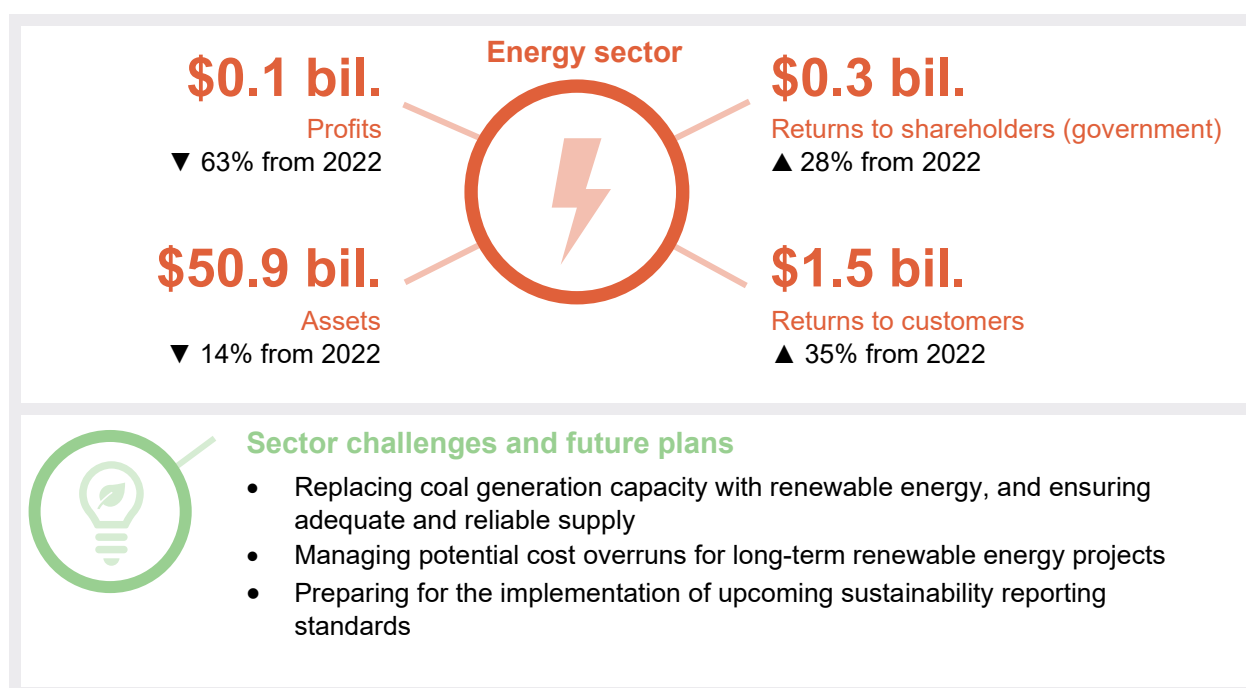 Energy sector
$0.1 bil.
Profits
▼ 63% from 2022
$0.3 bil.
Returns to shareholders (government)
▲ 28% from 2022
$50.9 bil.
Assets
▼ 14% from 2022
$1.5 bil.
Returns to customers
▲ 35% from 2022
Sector challenges and future plans
• Replacing coal generation capacity with renewable energy, and ensuring
adequate and reliable supply
• Managing potential cost overruns for long-term renewable energy projects
• Preparing for the implementation of upcoming sustainability reporting
standards